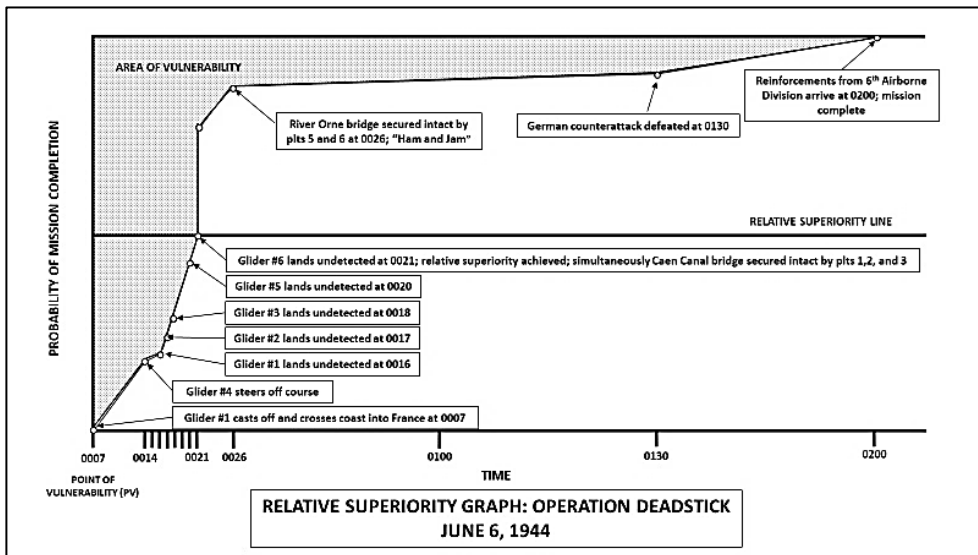 AREA OF VULNERABILITY
Reinforcements from 6th Airborne
Division arrive at 0200; mission
complete
River Orne bridge secured intact by
plts 5 and 6 at 0026; “Ham and Jam”
German counterattack defeated at 0130
PROBABILITY OF MISSION COMPLETION
RELATIVE SUPERIORITY LINE
Glider #6 lands undetected at 0021; relative superiority achieved; simultaneously Caen Canal bridge secured intact by plts 1,2, and 3
Glider #5 lands undetected at 0020
Glider #3 lands undetected at 0018
Glider #2 lands undetected at 0017
Glider #1 lands undetected at 0016
Glider #4 steers off course
Glider #1 casts off and crosses coast into France at 0007
0007 0014 0021 0026 0100 0130 0200
TIME
POINT OF
VULNERABILITY (PV)
RELATIVE SUPERIORITY GRAPH: OPERATION DEADSTICK
JUNE 6, 1944